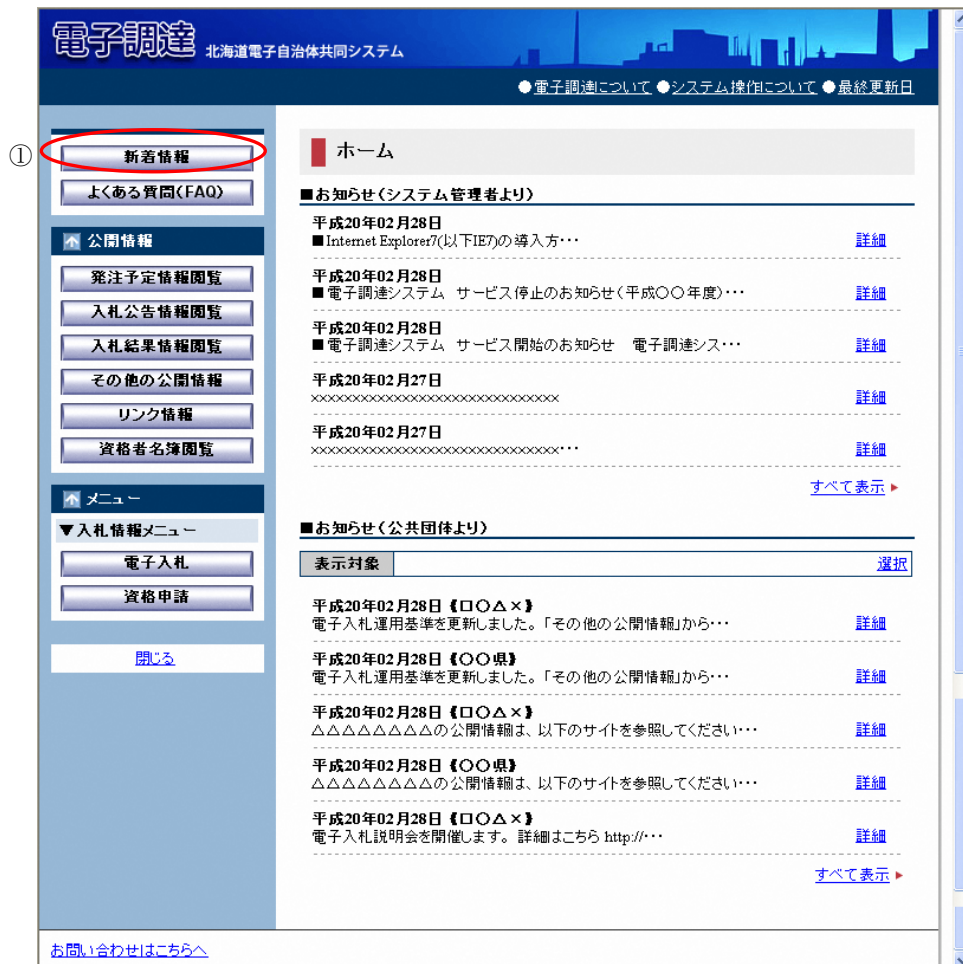 電子調達 北海道電子自治体共同システム
●電子調達について ●システム操作について ●最終更新日
①
新着情報
よくある質問(FAQ)
公開情報
発注予定情報閲覧
入札公告情報閲覧
入札結果情報閲覧
その他の公開情報
リンク情報
資格者名簿閲覧
メニュー
▼入札情報メニュー
電子入札
資格申請
閉じる
ホーム
■お知らせ(システム管理者より)
平成20年02月28日
■Internet Explorer7(以下IE7)の導入方・・・ 詳細
平成20年02月28日
■電子調達システム サービス停止のお知らせ(平成〇〇年度)・・・ 詳細
平成20年02月28日
■電子調達システム サービス開始のお知らせ 電子調達シス・・・ 詳細
平成20年02月27日
×××××××××××××××××××××××××××× 詳細
平成20年02月27日
××××××××××××××××××××××××××××・・・ 詳細
すべて表示
■お知らせ(公共団体より)
表示対象 選択
平成20年02月28日【□〇△×】
電子入札運用基準を更新しました。「その他の公開情報」から・・・ 詳細
平成20年02月28日【〇〇県】
電子入札運用基準を更新しました。「その他の公開情報」から・・・ 詳細
平成20年02月28日【□〇△×】
△△△△△△△△の公開情報は、以下のサイトを参照してください・・・ 詳細
平成20年02月28日【〇〇県】
△△△△△△△△の公開情報は、以下のサイトを参照してください・・・ 詳細
平成20年02月28日【□〇△×】
電子入札説明会を開催します。詳細はこちら http://・・・ 詳細
すべて表示
お問い合わせはこちらへ